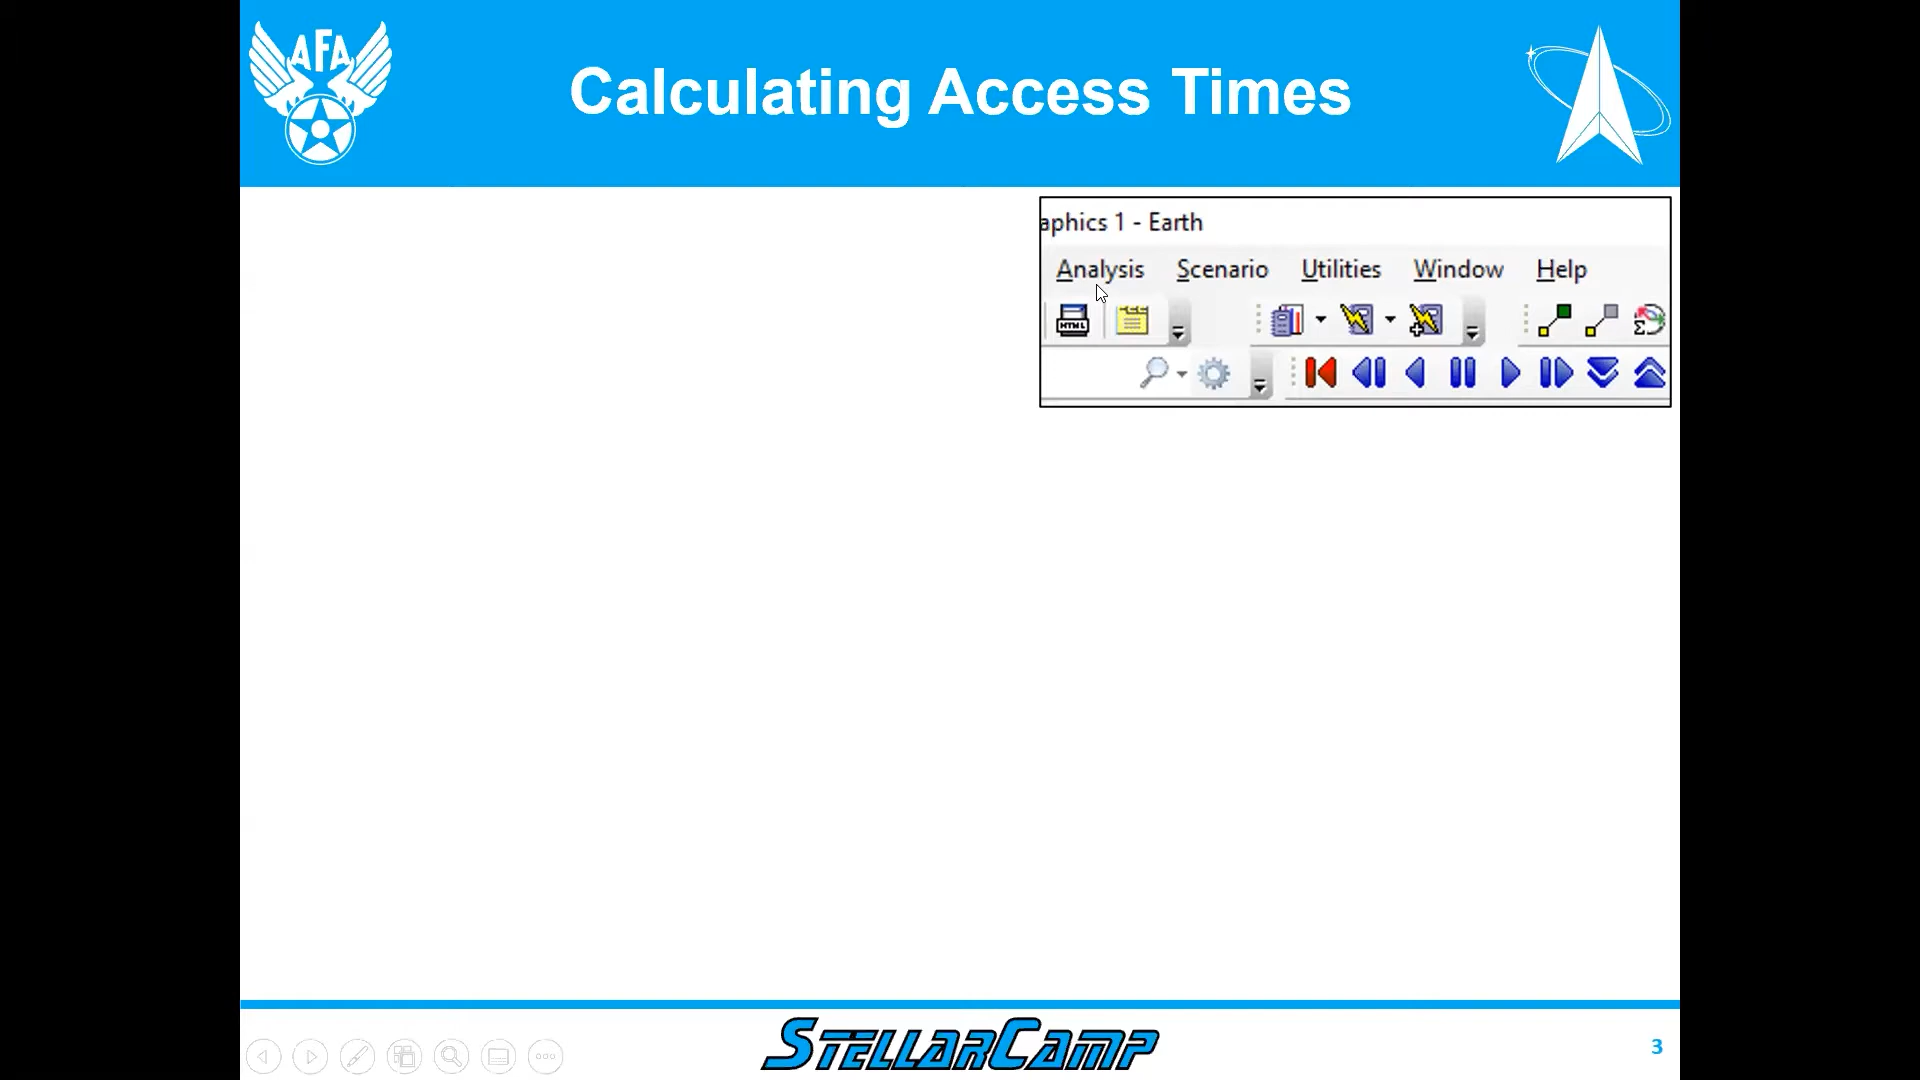 AFA
Calculating Access Times
aphics 1 - Earth
Analysis Scenario Utilities Window Help
HTML
Σ
STELLARCAMP
3